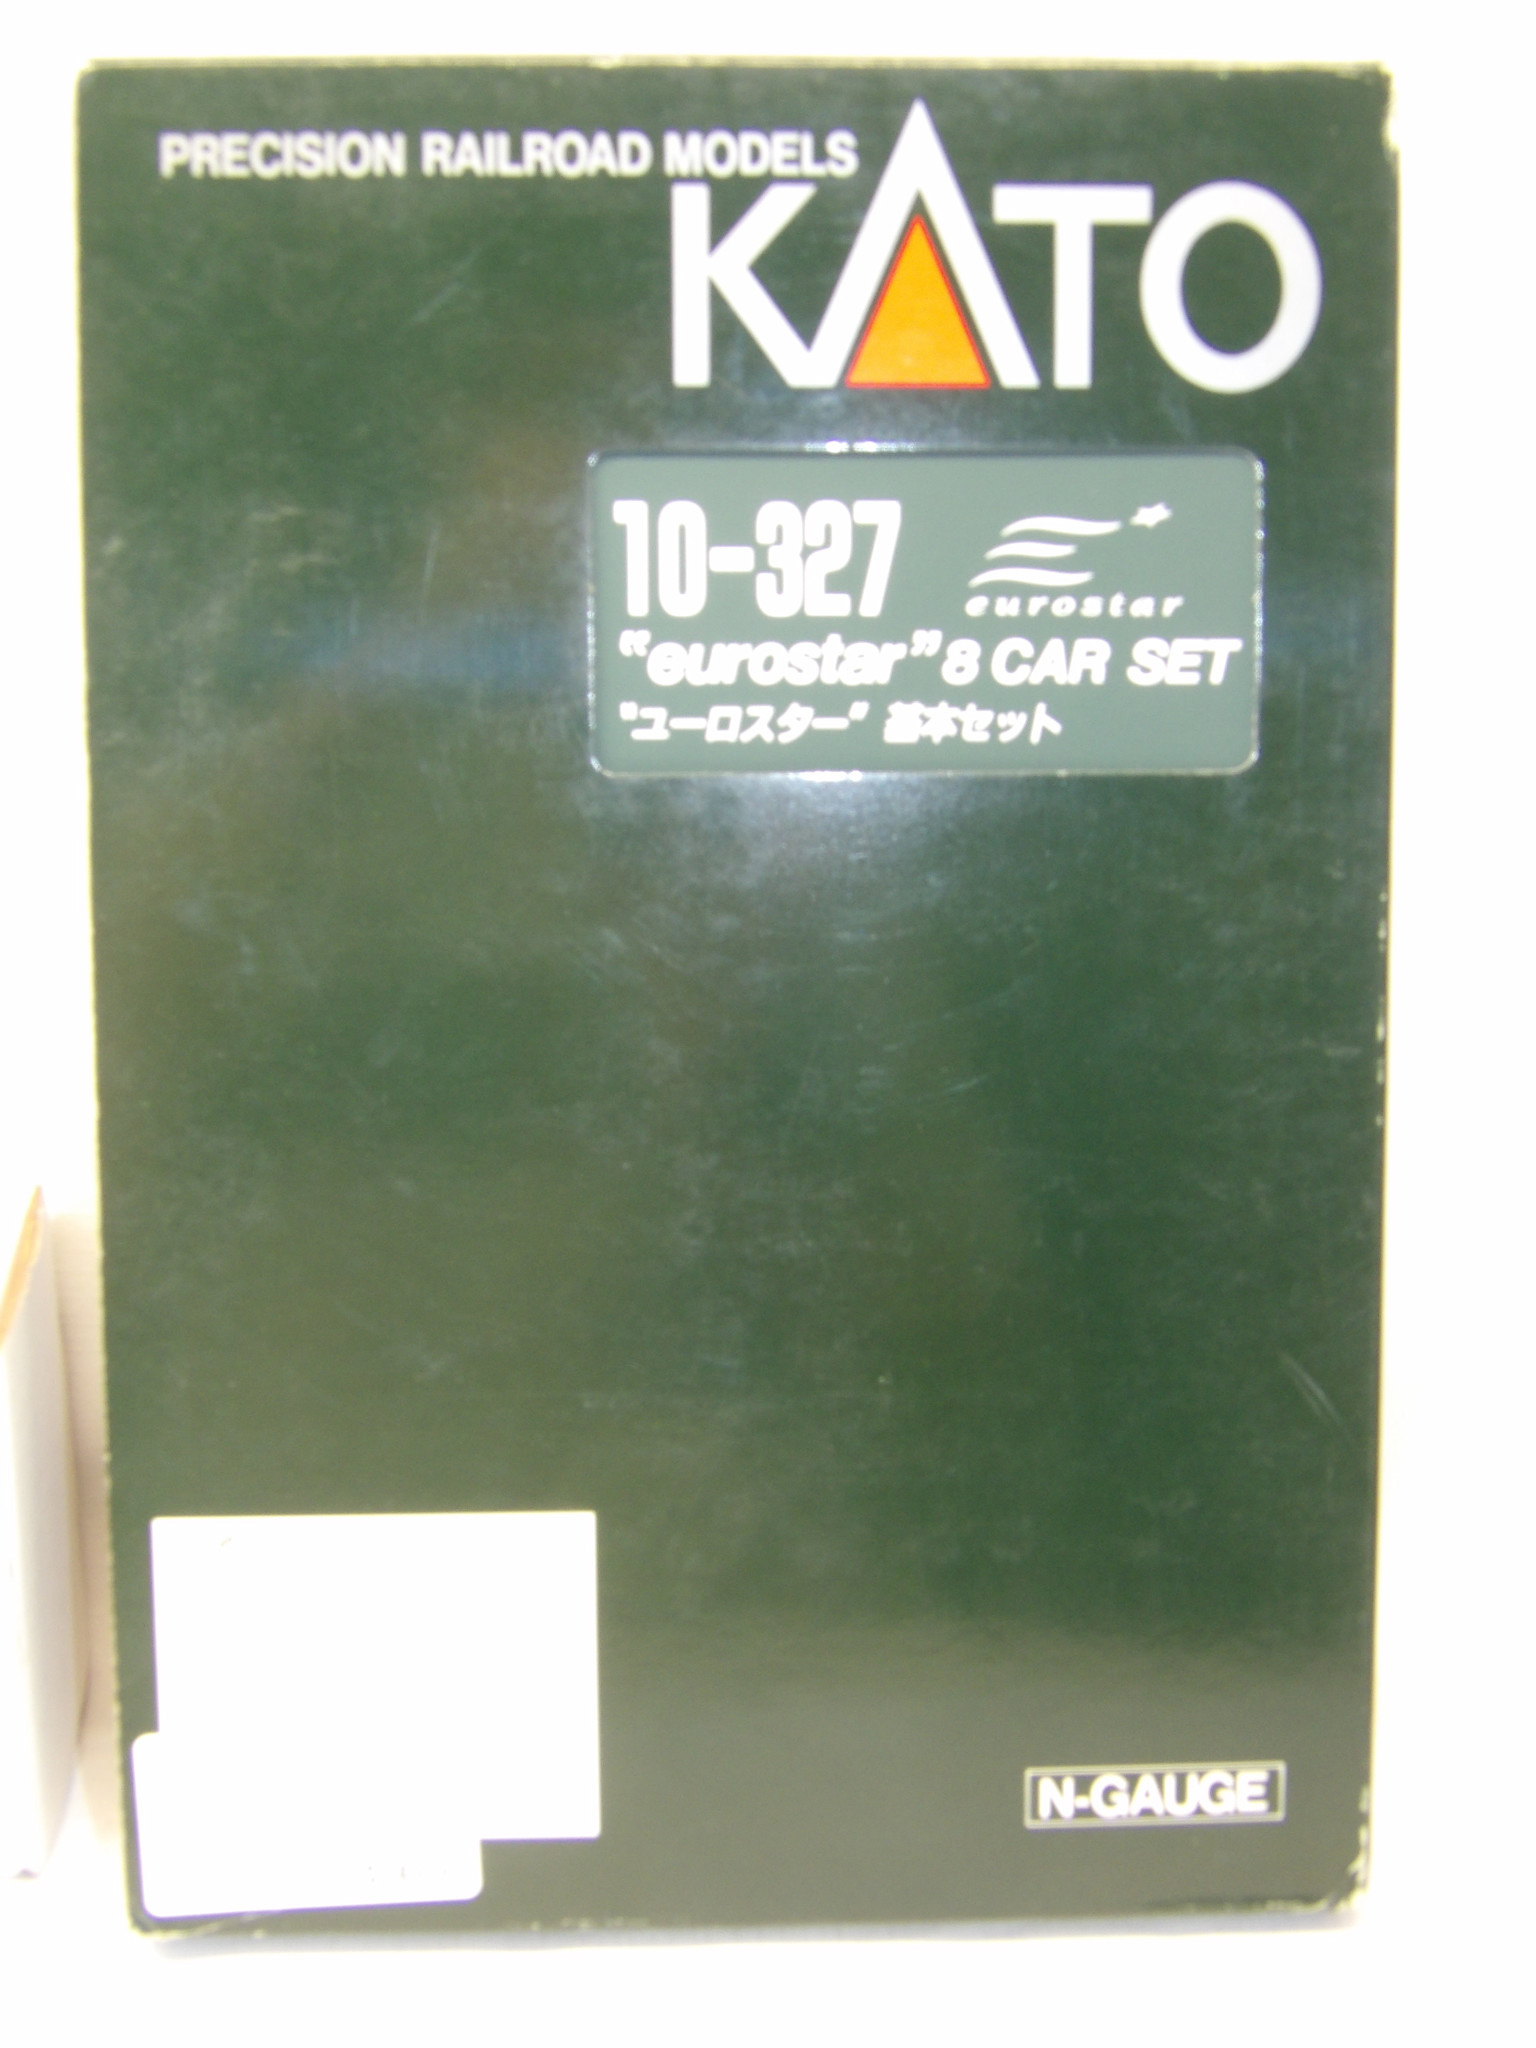 PRECISION RAILROAD MODELS
KATO
10-327
eurostar
"eurostar" 8 CAR SET
"ユーロスター" 基本セット
N-GAUGE